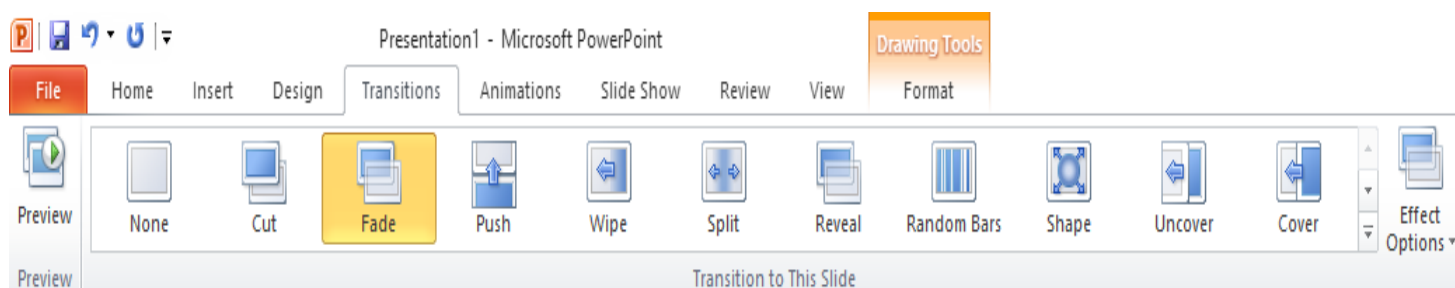 P
Presentation1 - Microsoft PowerPoint
Drawing Tools
File Home Insert Design Transitions Animations Slide Show Review View Format
Preview None Cut Fade Push Wipe Split Reveal Random Bars Shape Uncover Cover Effect
Options
Preview Transition to This Slide